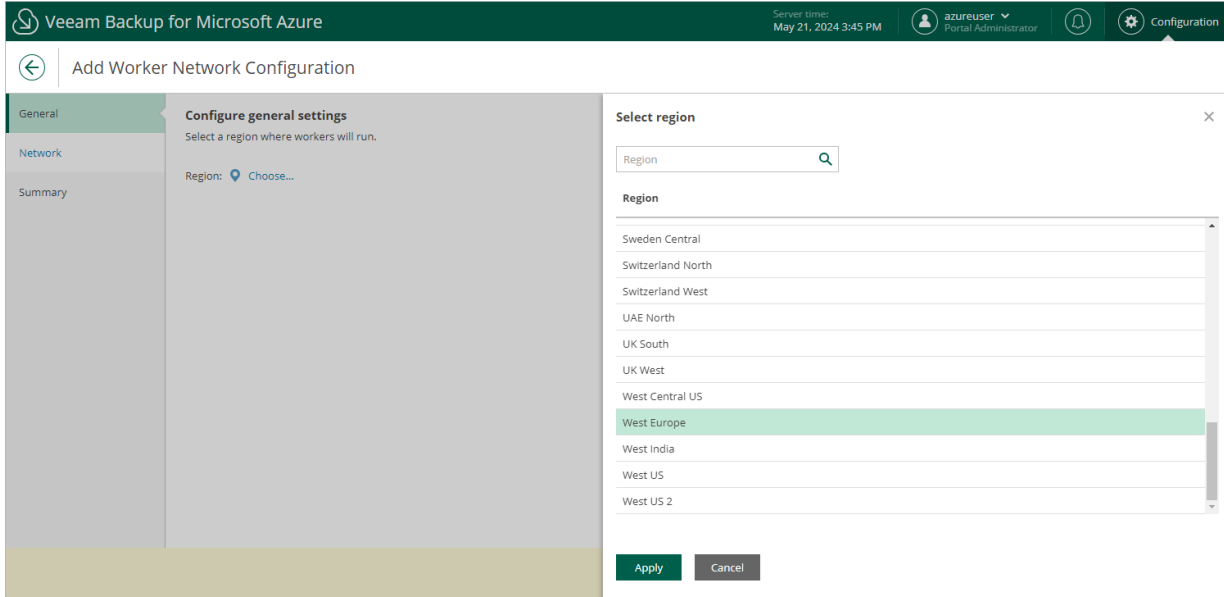 Veeam Backup for Microsoft Azure
Server time:
May 21, 2024 3:45 PM
azureuser
Portal Administrator
Configuration
Add Worker Network Configuration
General
Network
Summary
Configure general settings
Select a region where workers will run.
Region: Choose...
Select region
Region
Region
Sweden Central
Switzerland North
Switzerland West
UAE North
UK South
UK West
West Central US
West Europe
West India
West US
West US 2
Apply Cancel